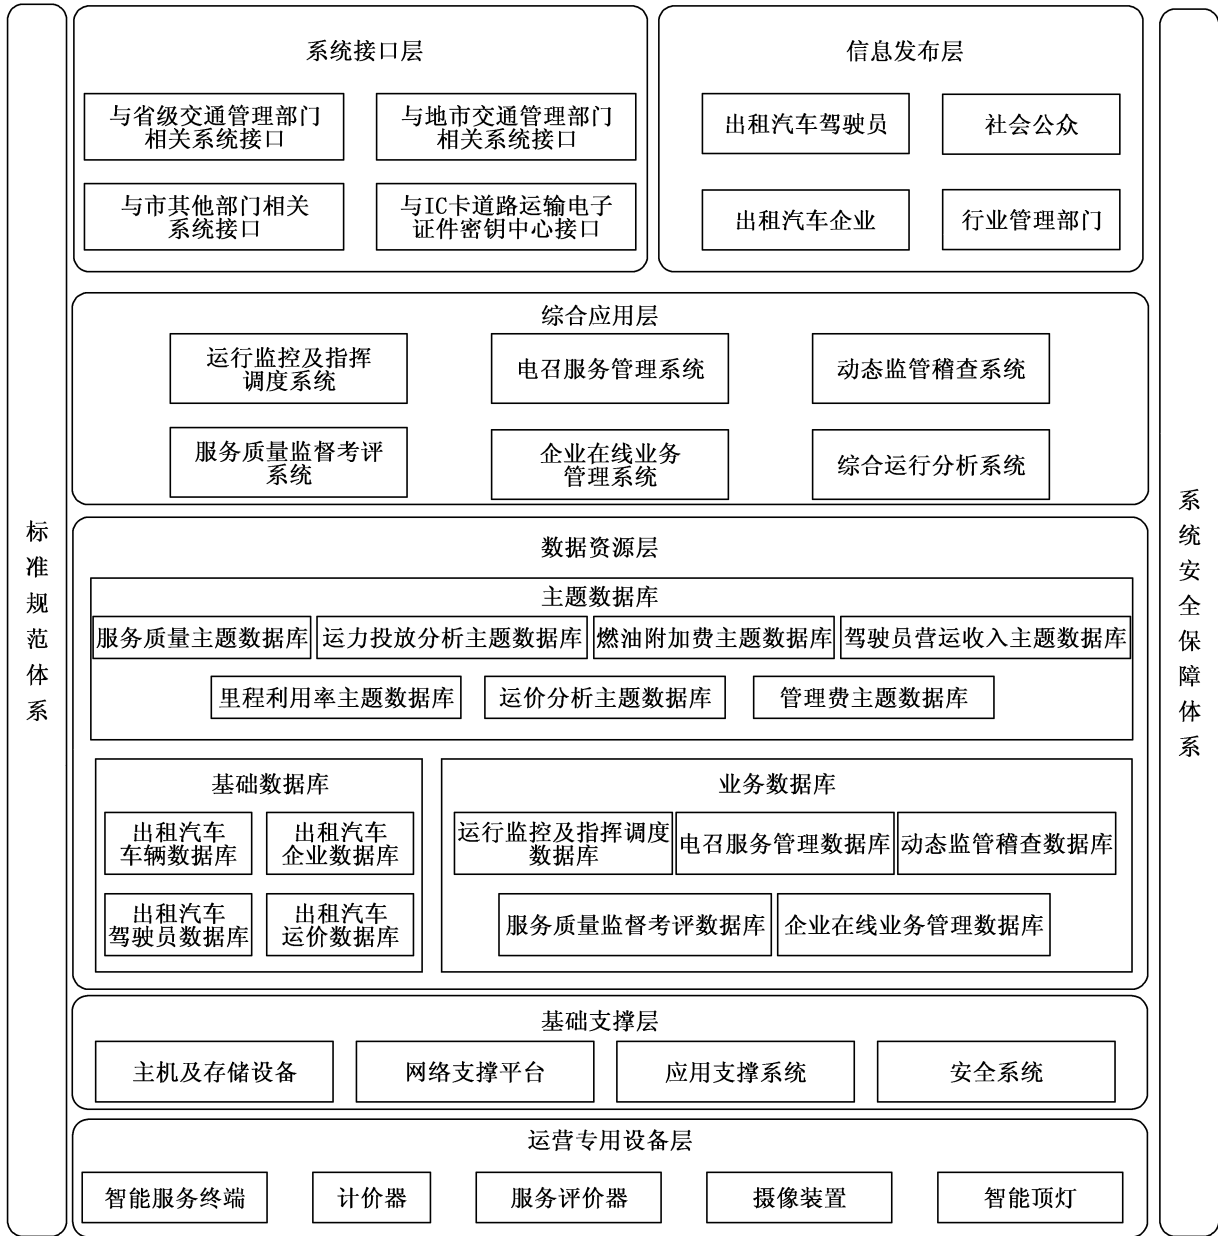 标准规范体系
系统接口层
与省级交通管理部门
相关系统接口
与地市交通管理部门
相关系统接口
与市其他部门相关
系统接口
与IC卡道路运输电子
证件密钥中心接口
信息发布层
出租汽车驾驶员
社会公众
出租汽车企业
行业管理部门
综合应用层
运行监控及指挥
调度系统
电召服务管理系统
动态监管稽查系统
服务质量监督考评
系统
企业在线业务
管理系统
综合运行分析系统
数据资源层
主题数据库
服务质量主题数据库
运力投放分析主题数据库
燃油附加费主题数据库
驾驶员营运收入主题数据库
里程利用率主题数据库
运价分析主题数据库
管理费主题数据库
基础数据库
出租汽车
车辆数据库
出租汽车
企业数据库
出租汽车
驾驶员数据库
出租汽车
运价数据库
业务数据库
运行监控及指挥调度
数据库
电召服务管理数据库
动态监管稽查数据库
服务质量监督考评数据库
企业在线业务管理数据库
基础支撑层
主机及存储设备
网络支撑平台
应用支撑系统
安全系统
运营专用设备层
智能服务终端
计价器
服务评价器
摄像装置
智能顶灯
系统安全保障体系